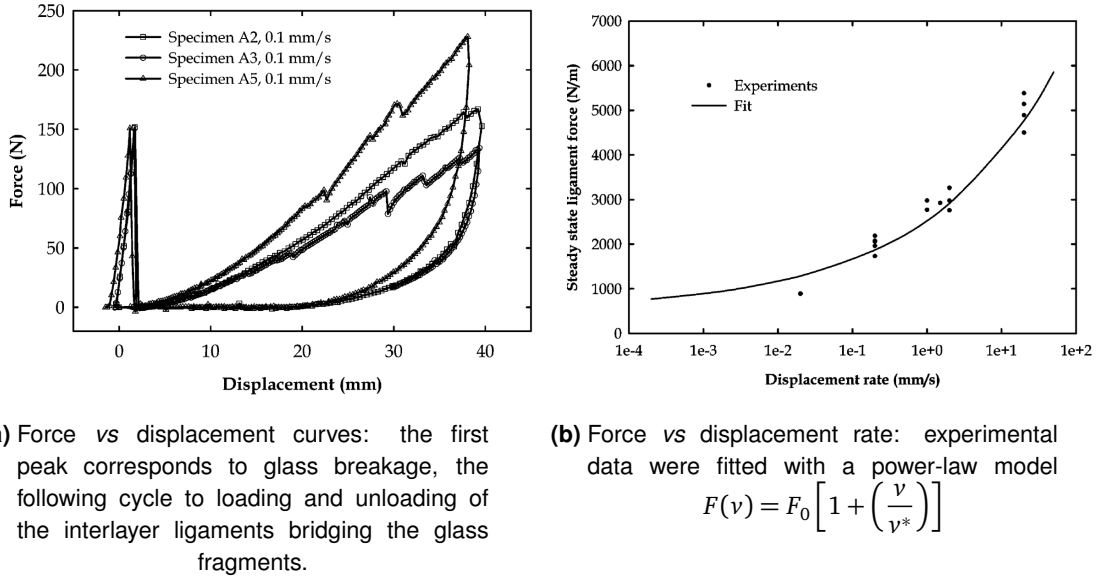 250
200
150
100
50
0
Force (N)
Specimen A2, 0.1 mm/s
Specimen A3, 0.1 mm/s
Specimen A5, 0.1 mm/s
0 10 20 30 40
Displacement (mm)
7000
6000
5000
4000
3000
2000
1000
0
Steady state ligament force (N/m)
Experiments
Fit
1e-4 1e-3 1e-2 1e-1 1e+0 1e+1 1e+2
Displacement rate (mm/s)
) Force vs displacement curves: the first
peak corresponds to glass breakage, the
following cycle to loading and unloading of
the interlayer ligaments bridging the glass
fragments.
(b) Force vs displacement rate: experimental
data were fitted with a power-law model
F(v) = F₀[1 + (v/v*)]